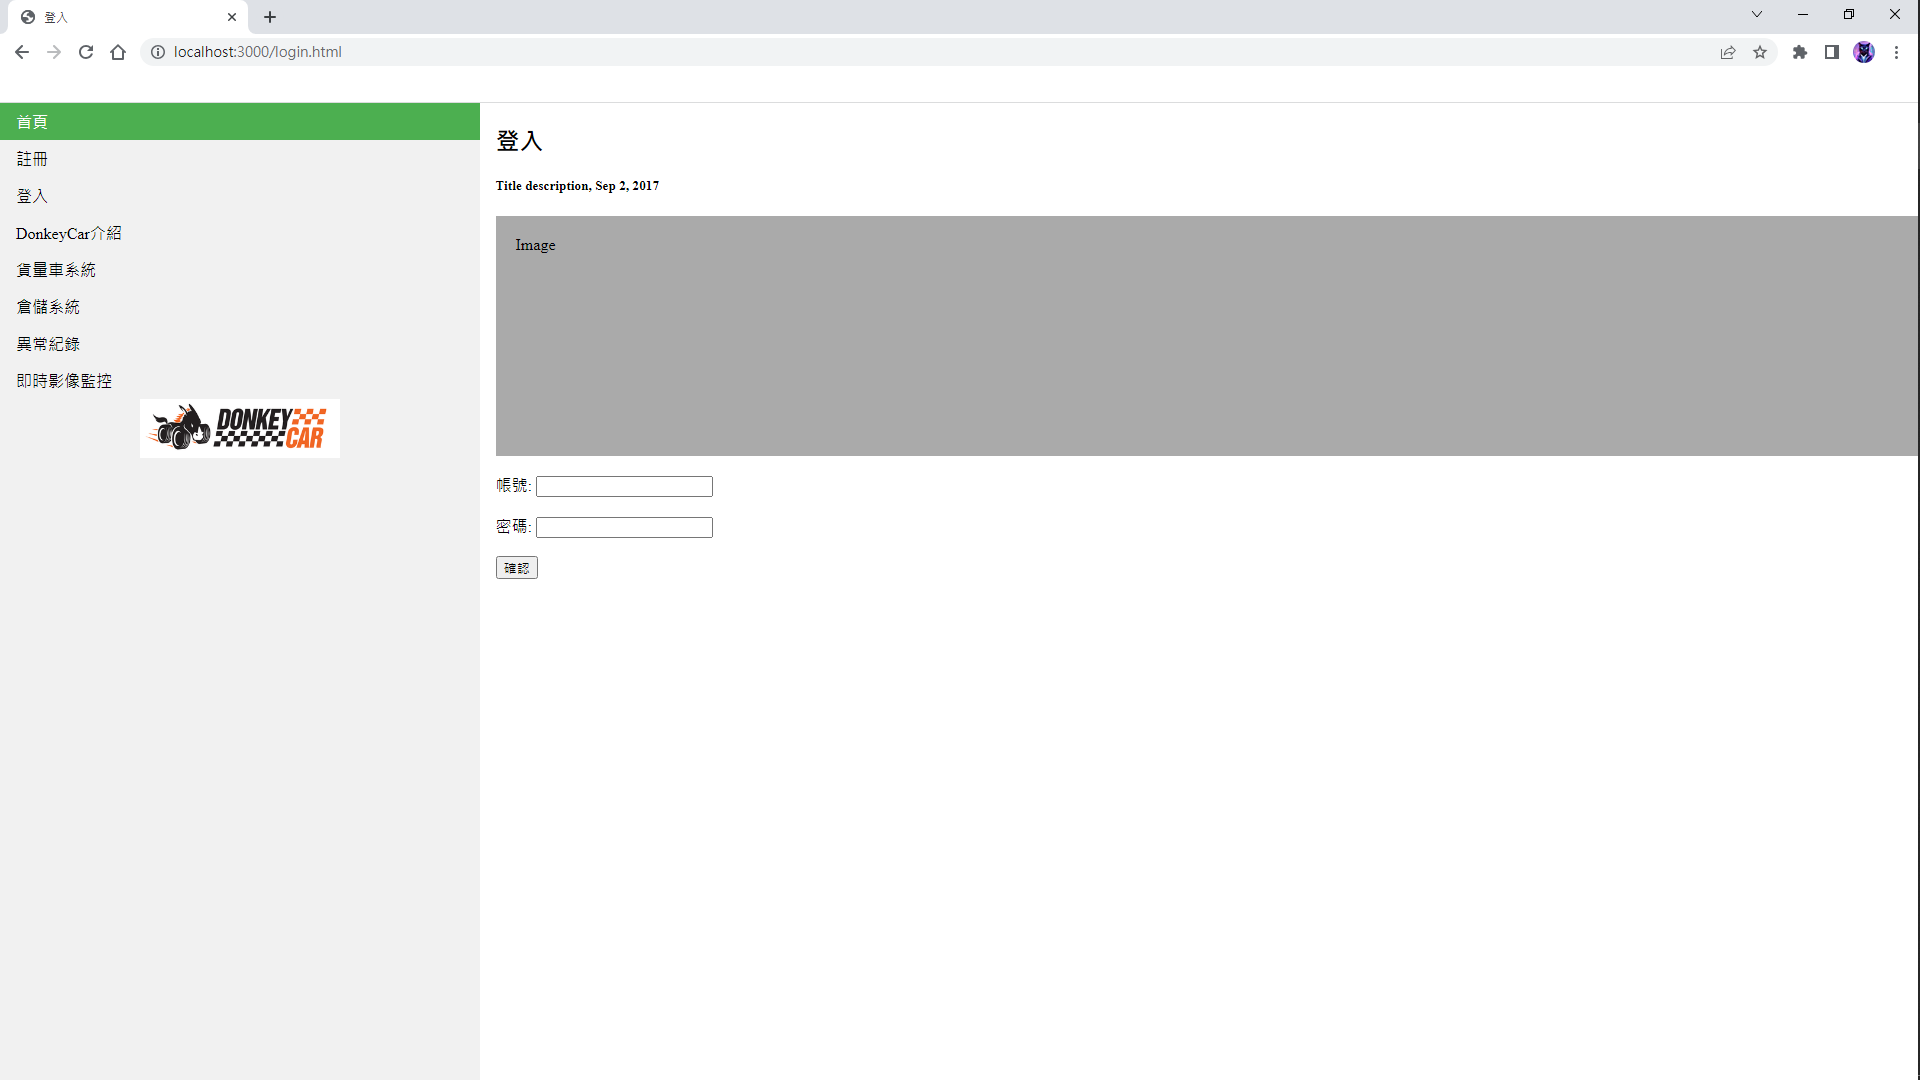 登入
localhost:3000/login.html
首頁
註冊
登入
DonkeyCar介紹
貨量車系統
倉儲系統
異常紀錄
即時影像監控
DONKEY
CAR
登入
Title description, Sep 2, 2017
Image
帳號:
密碼:
確認